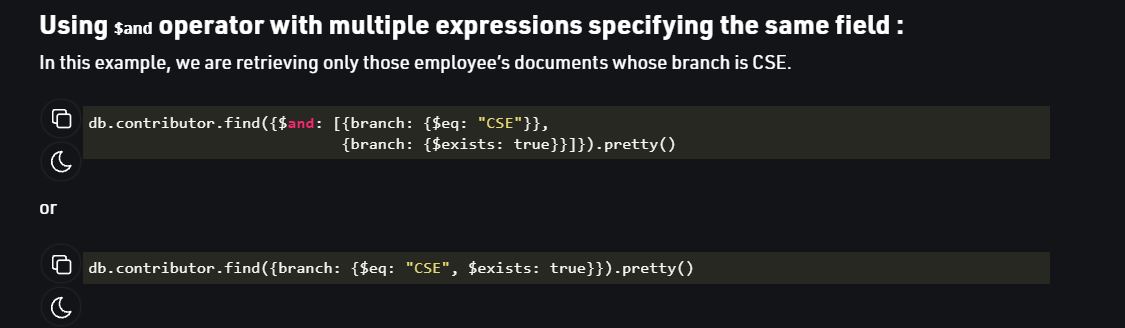 Using $and operator with multiple expressions specifying the same field :
In this example, we are retrieving only those employee’s documents whose branch is CSE.
db.contributor.find({$and: [{branch: {$eq: "CSE"}},
{branch: {$exists: true}}]}).pretty()
or
db.contributor.find({branch: {$eq: "CSE", $exists: true}}).pretty()